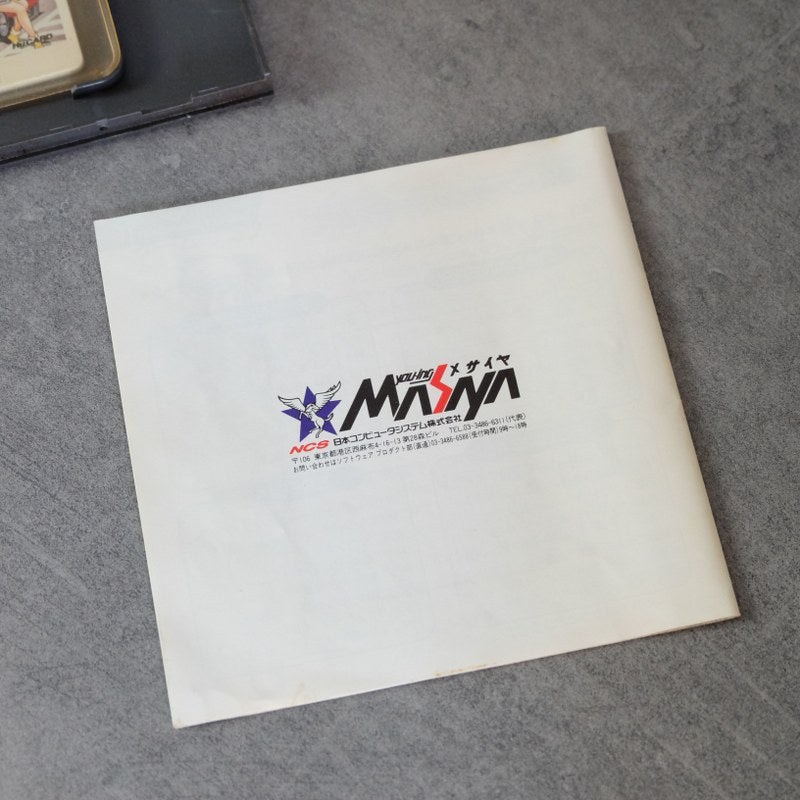 HuCARD
you-ing メサイヤ
MASAYA
NCS 日本コンピュータシステム株式会社
〒106 東京都港区西麻布4-16-13 第28森ビル TEL.03-3486-6311(代表)
お問い合わせはソフトウェア プロダクト部(直通)03-3486-6588(受付時間)9時〜18時